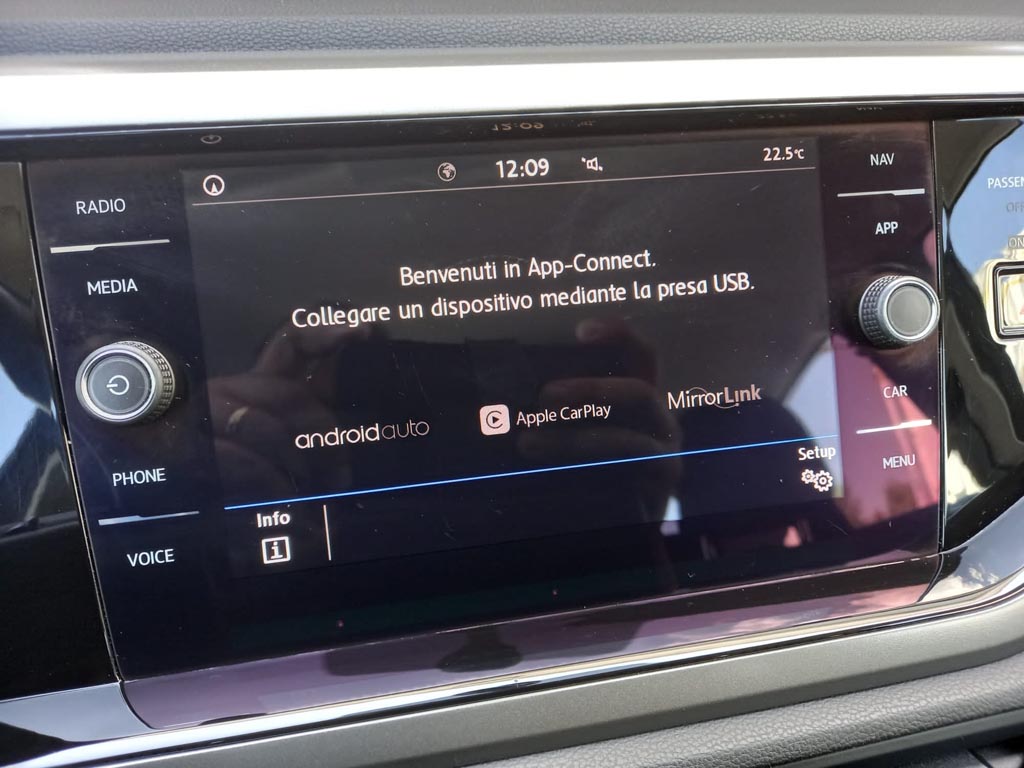 12:09
22.5°C
RADIO
MEDIA
PHONE
VOICE
Benvenuti in App-Connect.
Collegare un dispositivo mediante la presa USB.
androidauto
Apple CarPlay
MirrorLink
Setup
Info
NAV
APP
CAR
MENU
ON